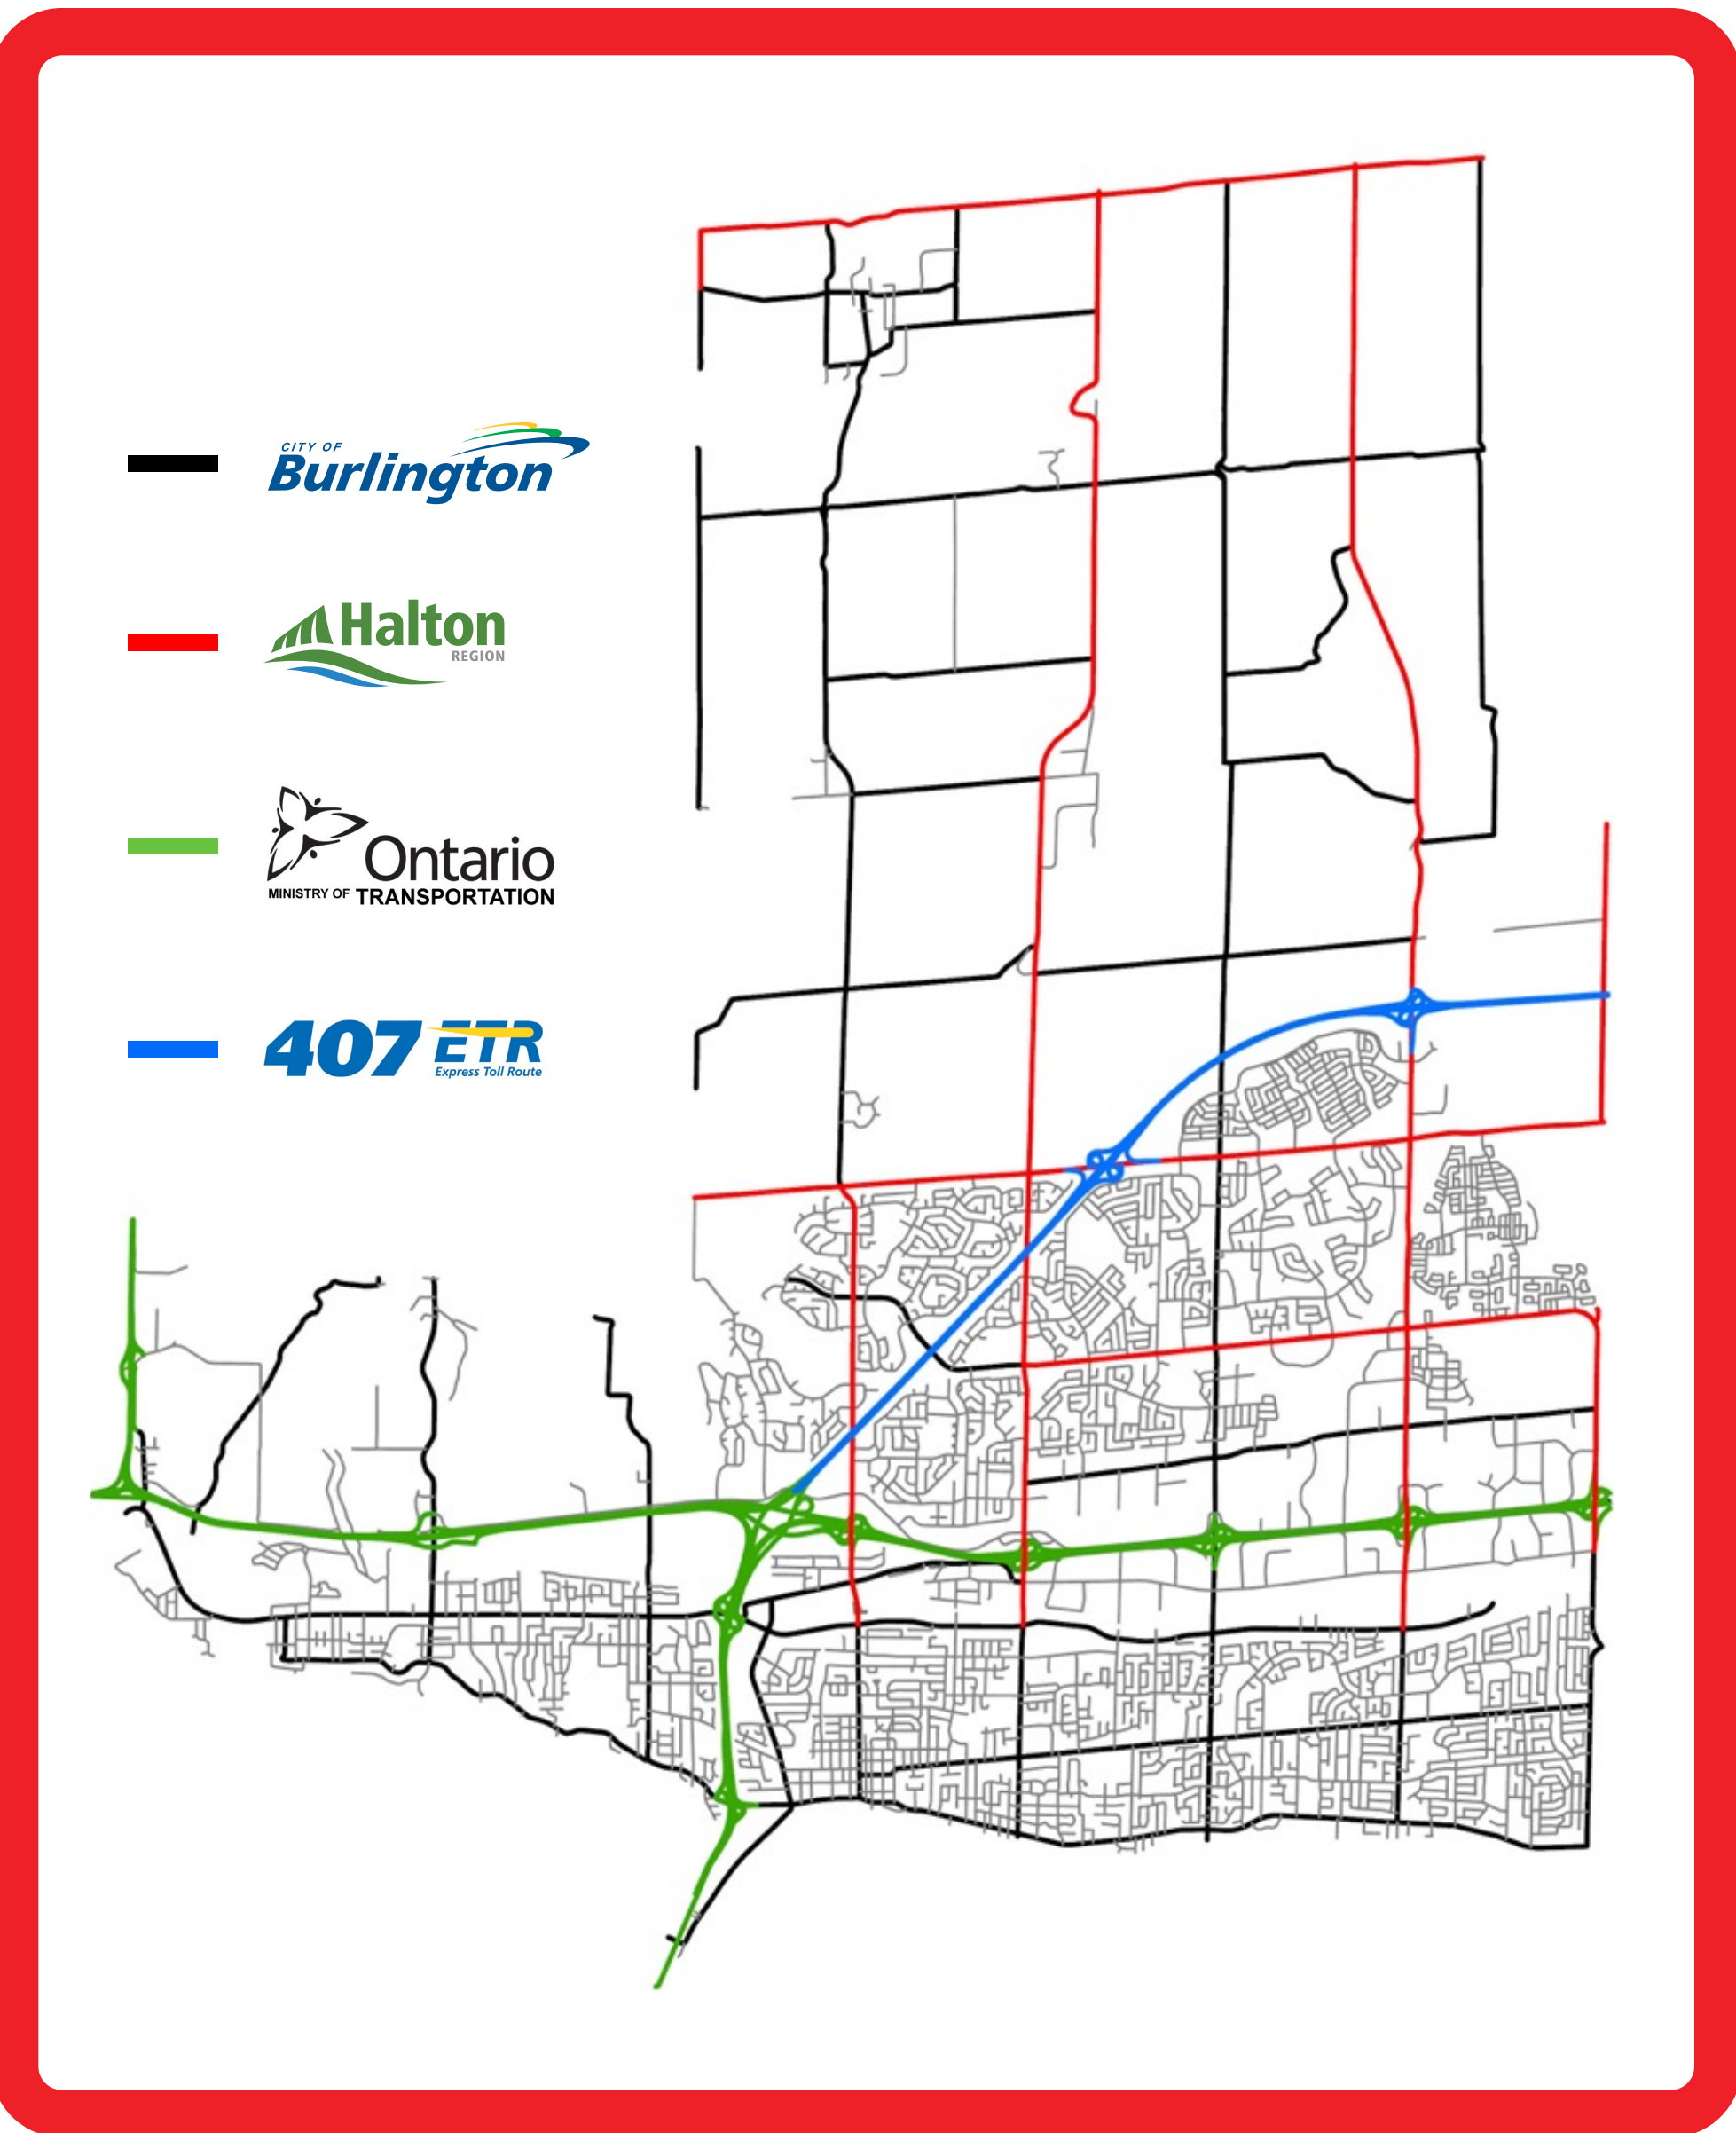 CITY OF
Burlington
Halton
REGION
Ontario
MINISTRY OF TRANSPORTATION
407 ETR
Express Toll Route